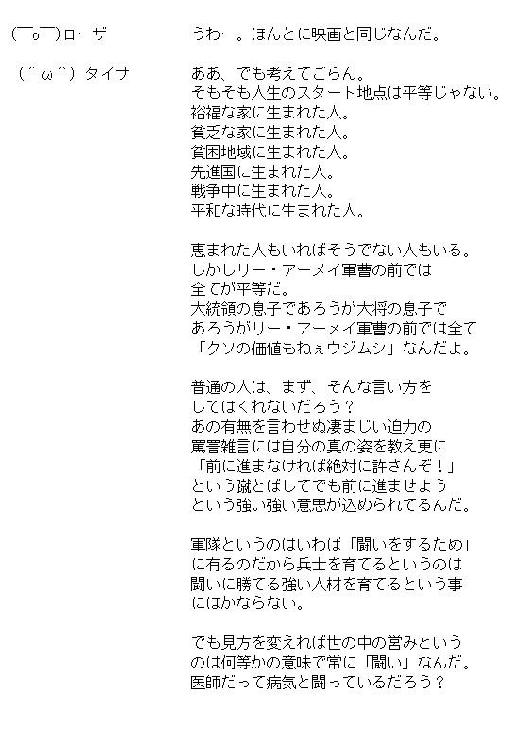 (￣o￣)ローザ　うわー。ほんとに映画と同じなんだ。
(´ω`)タイナ　ああ、でも考えてごらん。
そもそも人生のスタート地点は平等じゃない。
裕福な家に生まれた人。
貧乏な家に生まれた人。
貧困地域に生まれた人。
先進国に生まれた人。
戦争中に生まれた人。
平和な時代に生まれた人。
恵まれた人もいればそうでない人もいる。
しかしリー・アーメイ軍曹の前では
全てが平等だ。
大統領の息子であろうが大将の息子で
あろうがリー・アーメイ軍曹の前では全て
「クソの価値もねぇウジムシ」なんだよ。
普通の人は、まず、そんな言い方を
してはくれないだろう？
あの有無を言わせぬ凄まじい迫力の
罵詈雑言には自分の真の姿を教え更に
「前に進まなければ絶対に許さんぞ！」
という蹴とばしてでも前に進ませよう
という強い強い意思が込められてるんだ。
軍隊というのはいわば「闘いをするため」
に有るのだから兵士を育てるというのは
闘いに勝てる強い人材を育てるという事
にほかならない。
でも見方を変えれば世の中の営みという
のは何等かの意味で常に「闘い」なんだ。
医師だって病気と闘っているだろう？